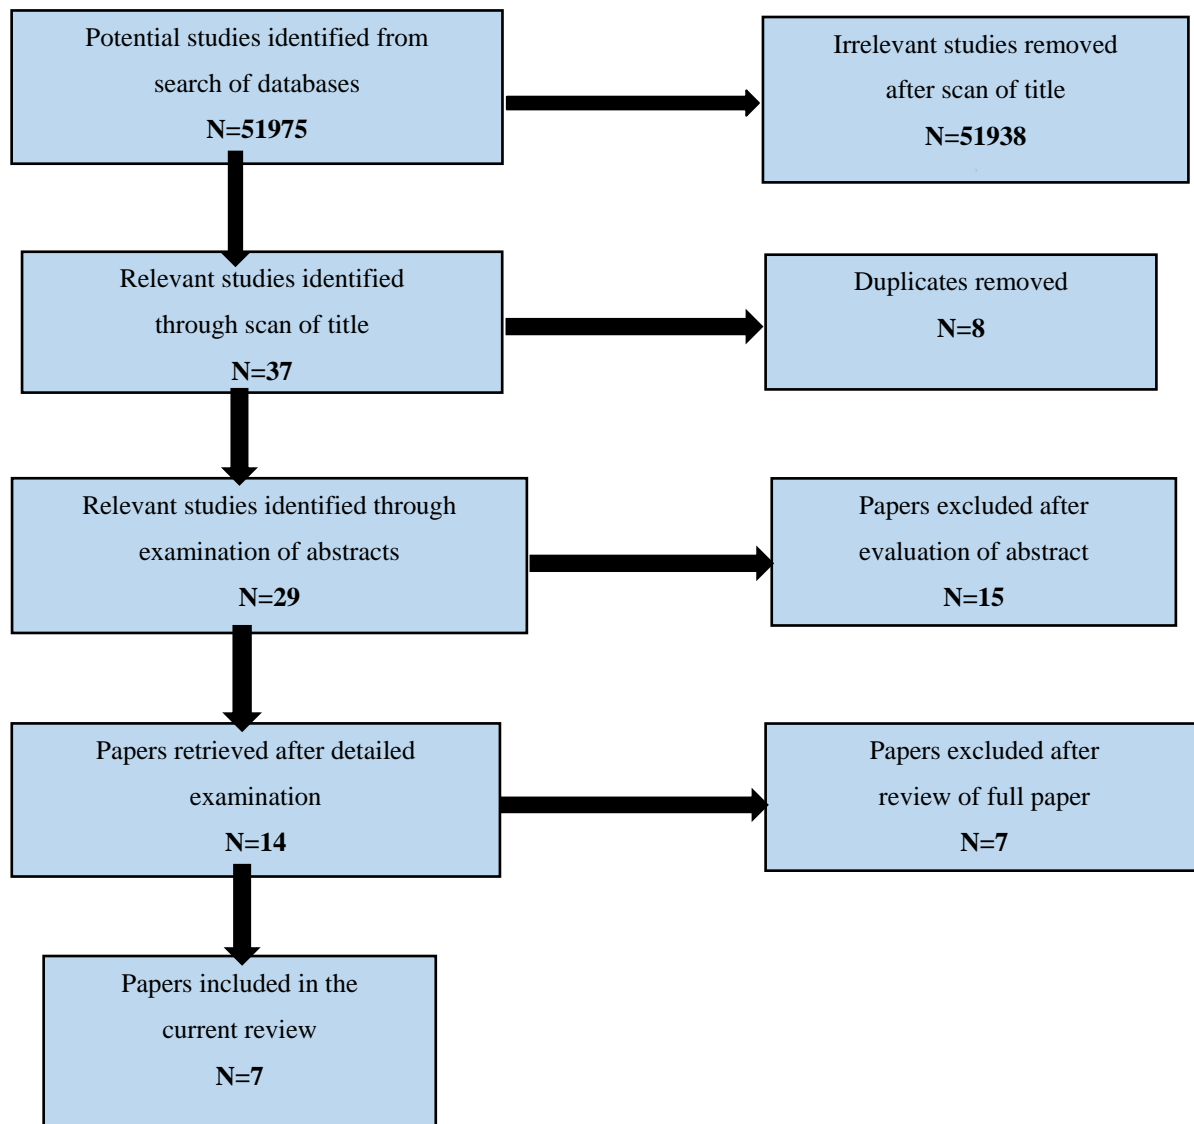 Potential studies identified from
search of databases
N=51975
Irrelevant studies removed
after scan of title
N=51938
Relevant studies identified
through scan of title
N=37
Duplicates removed
N=8
Relevant studies identified through
examination of abstracts
N=29
Papers excluded after
evaluation of abstract
N=15
Papers retrieved after detailed
examination
N=14
Papers excluded after
review of full paper
N=7
Papers included in the
current review
N=7